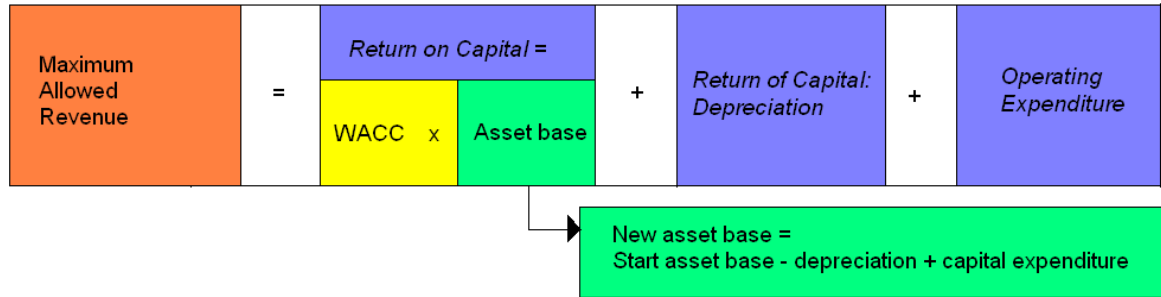 Maximum
Allowed
Revenue
=
Return on Capital =
WACC x
Asset base
+
Return of Capital:
Depreciation
+
Operating
Expenditure
New asset base =
Start asset base - depreciation + capital expenditure